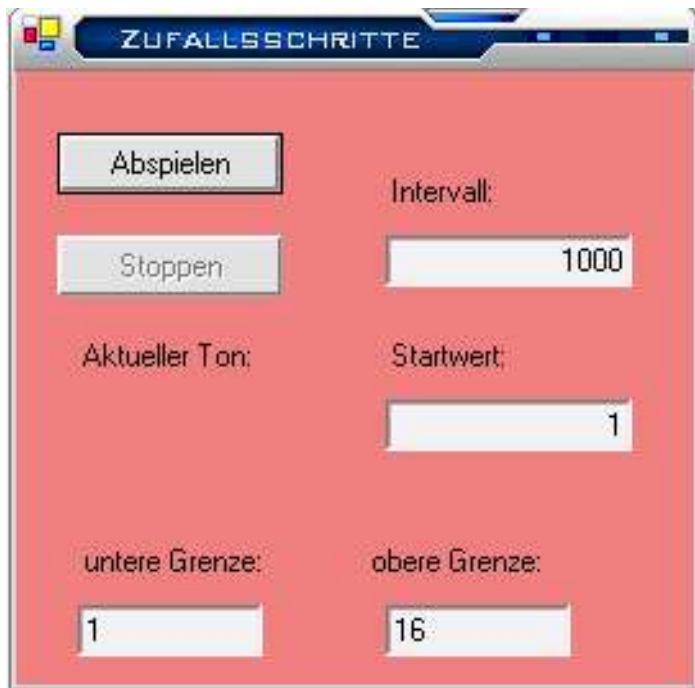 ZUFALLSSCHRITTE
Abspielen
Intervall:
1000
Stoppen
Aktueller Ton:
Startwert:
1
untere Grenze:
obere Grenze:
1
16